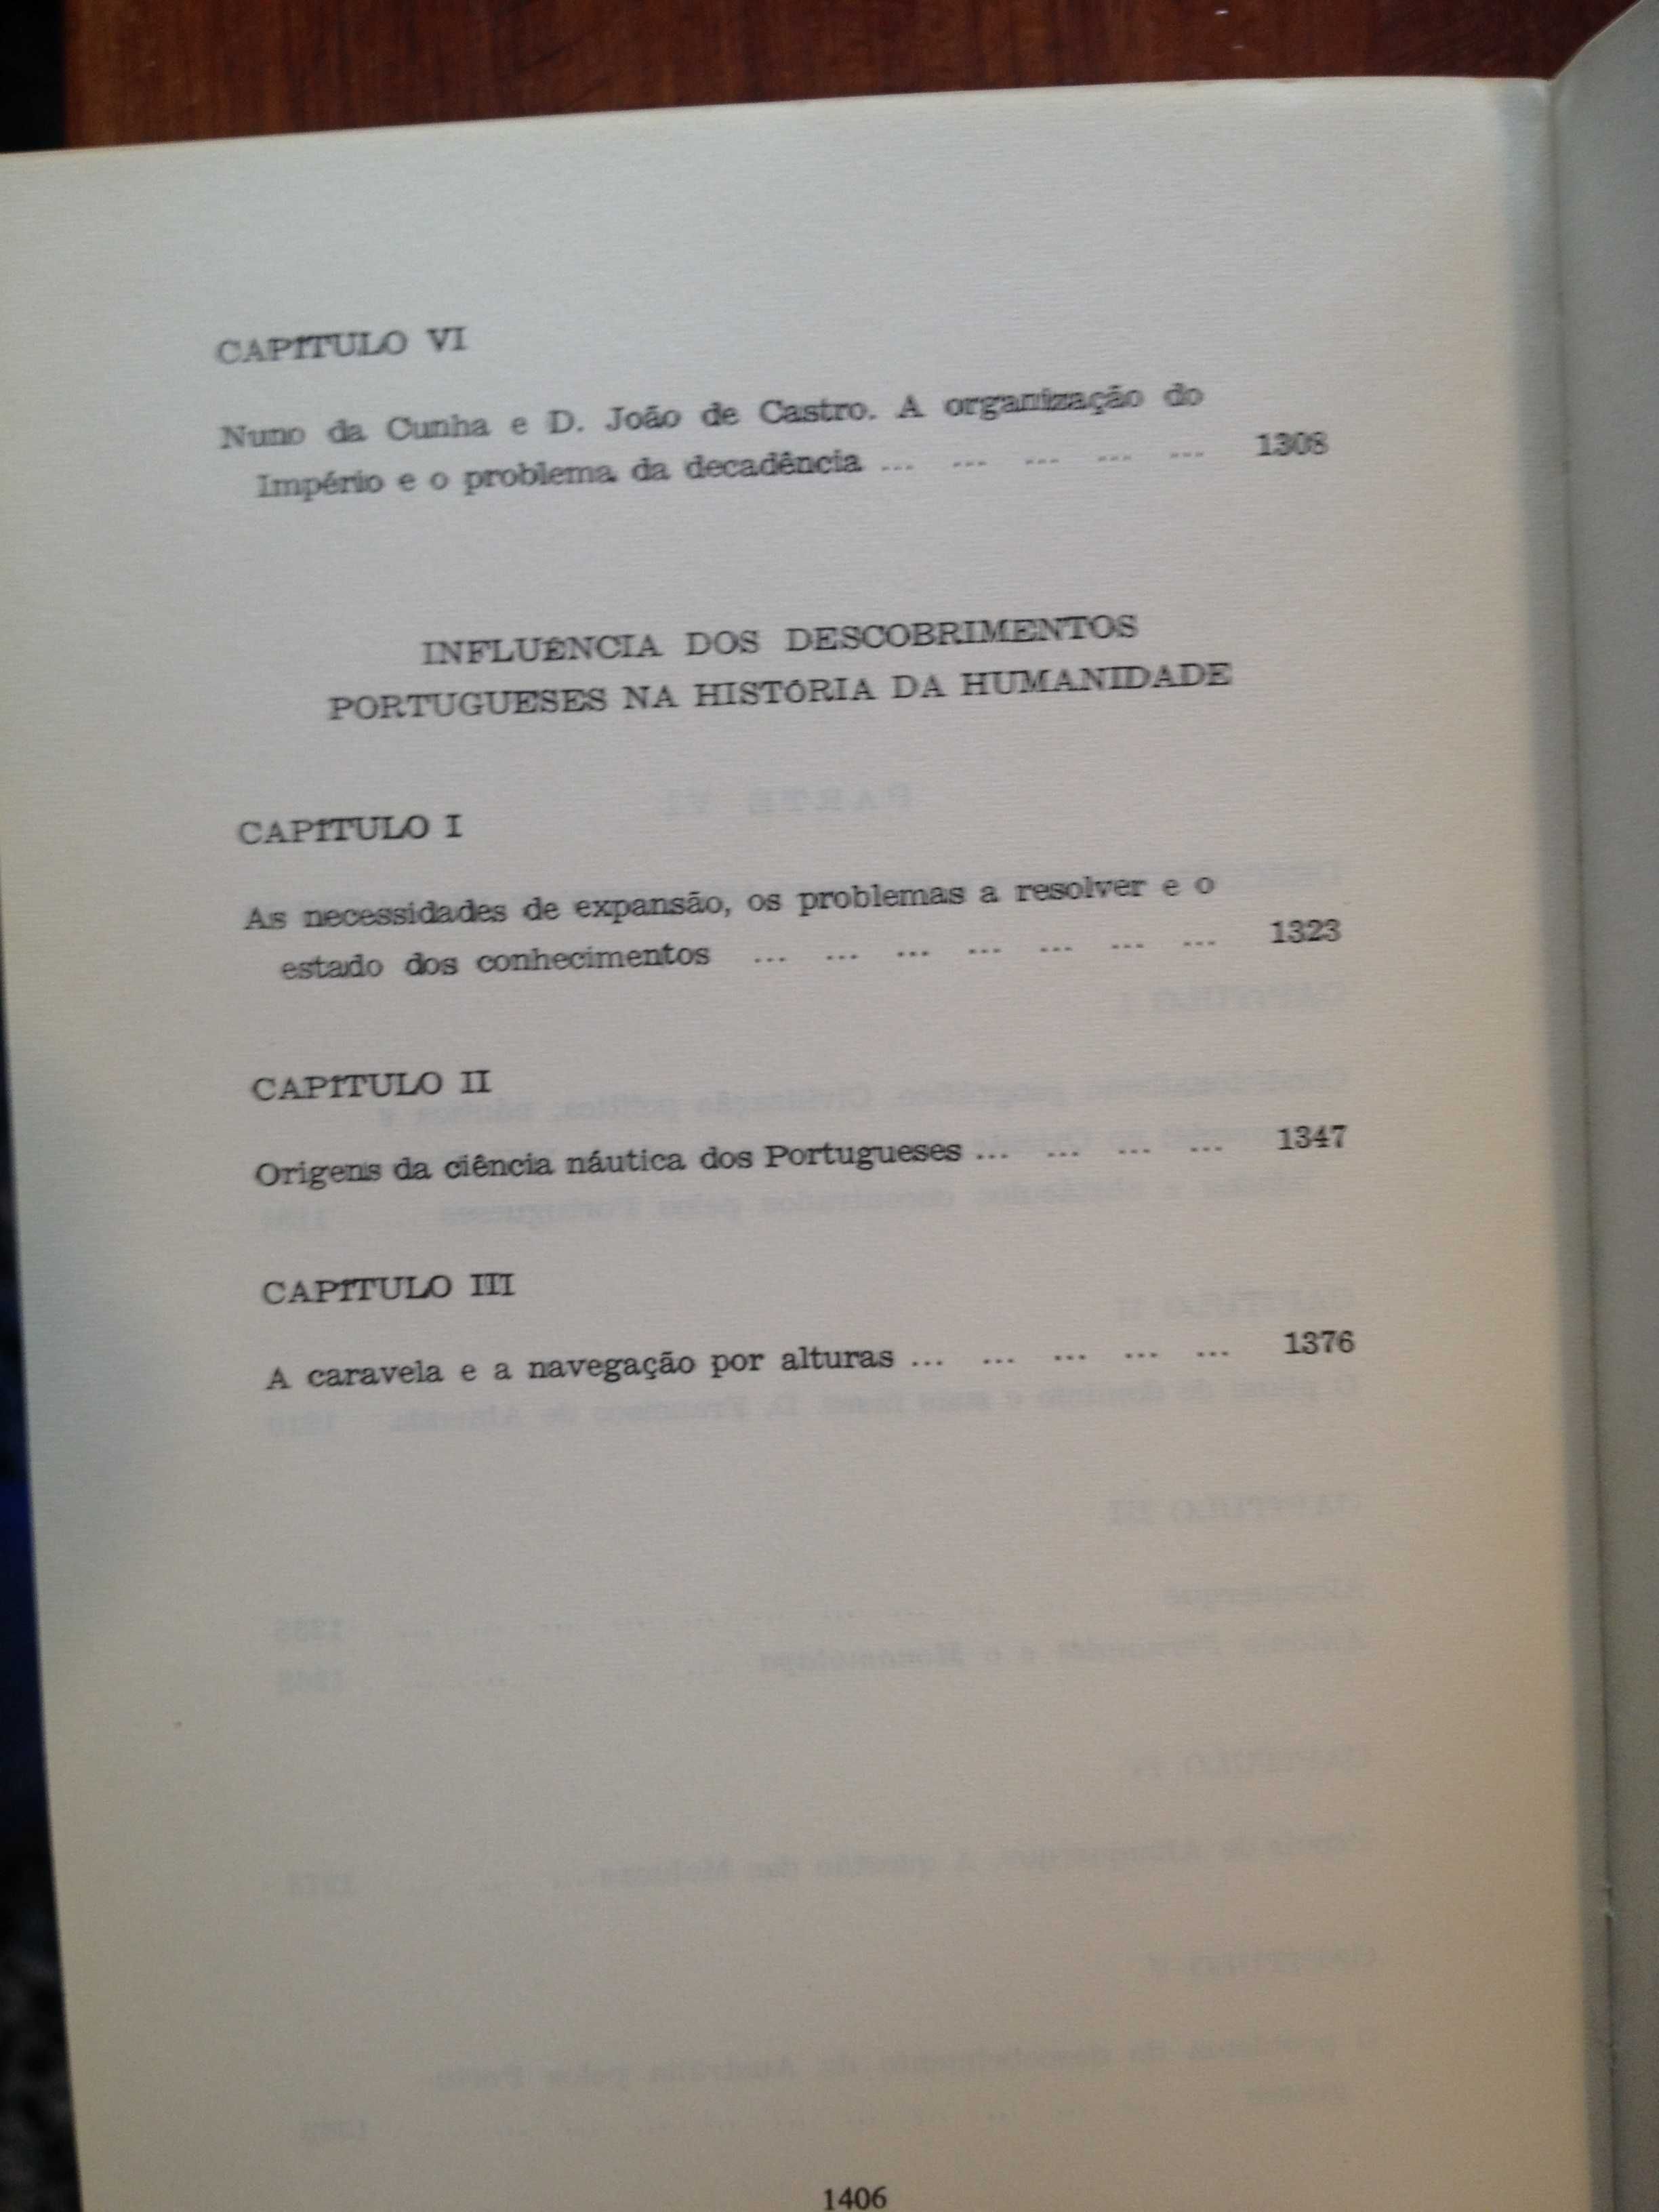 CAPÍTULO VI
Nuno da Cunha e D. João de Castro. A organização do
Império e o problema da decadência ... ... ... ... ... 1308
INFLUÊNCIA DOS DESCOBRIMENTOS
PORTUGUESES NA HISTÓRIA DA HUMANIDADE
CAPÍTULO I
As necessidades de expansão, os problemas a resolver e o
estado dos conhecimentos ... ... ... ... ... ... ... 1323
CAPÍTULO II
Origens da ciência náutica dos Portugueses ... ... ... ... 1347
CAPÍTULO III
A caravela e a navegação por alturas ... ... ... ... ... 1376
1406